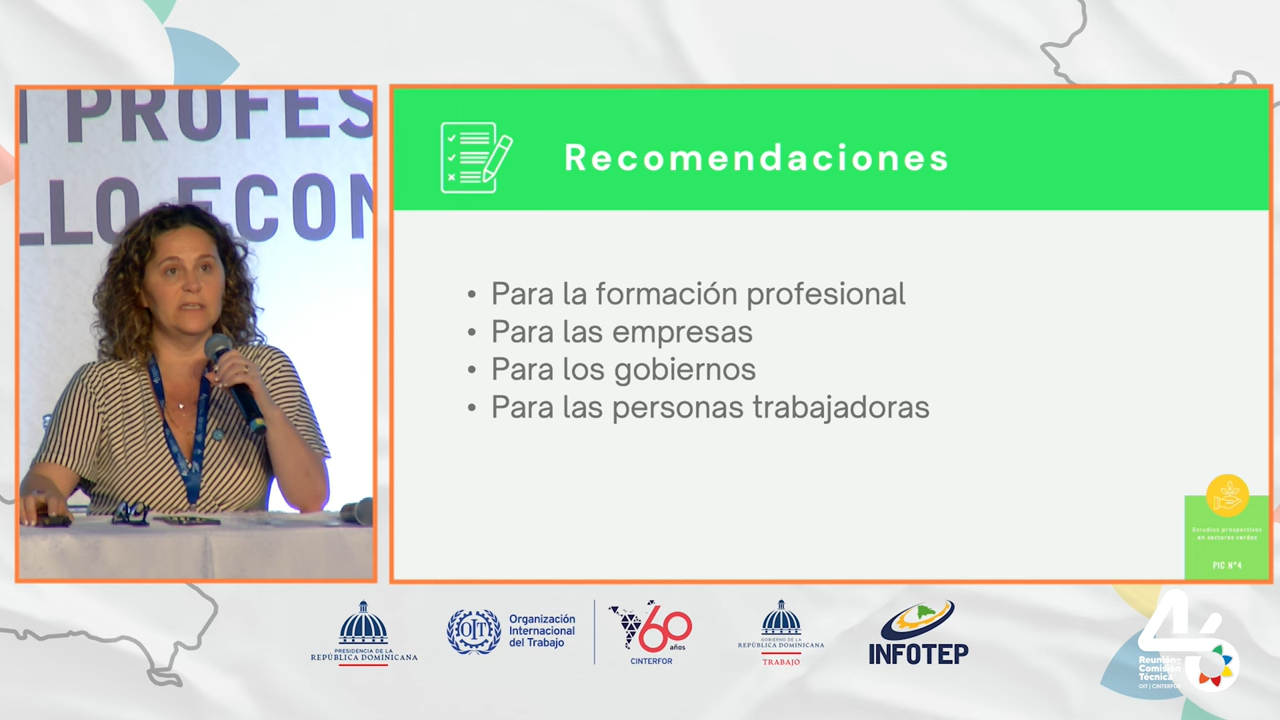 PROFES
LLO ECON
Recomendaciones
• Para la formación profesional
• Para las empresas
• Para los gobiernos
• Para las personas trabajadoras
Estudios prospectivos
en sectores verdes
PIC N°4
PRESIDENCIA DE LA
REPÚBLICA DOMINICANA
OIT
Organización
Internacional
del Trabajo
60
años
CINTERFOR
GOBIERNO DE LA
REPÚBLICA DOMINICANA
TRABAJO
INFOTEP
46
Reunión
Comisión
Técnica
OIT | CINTERFOR